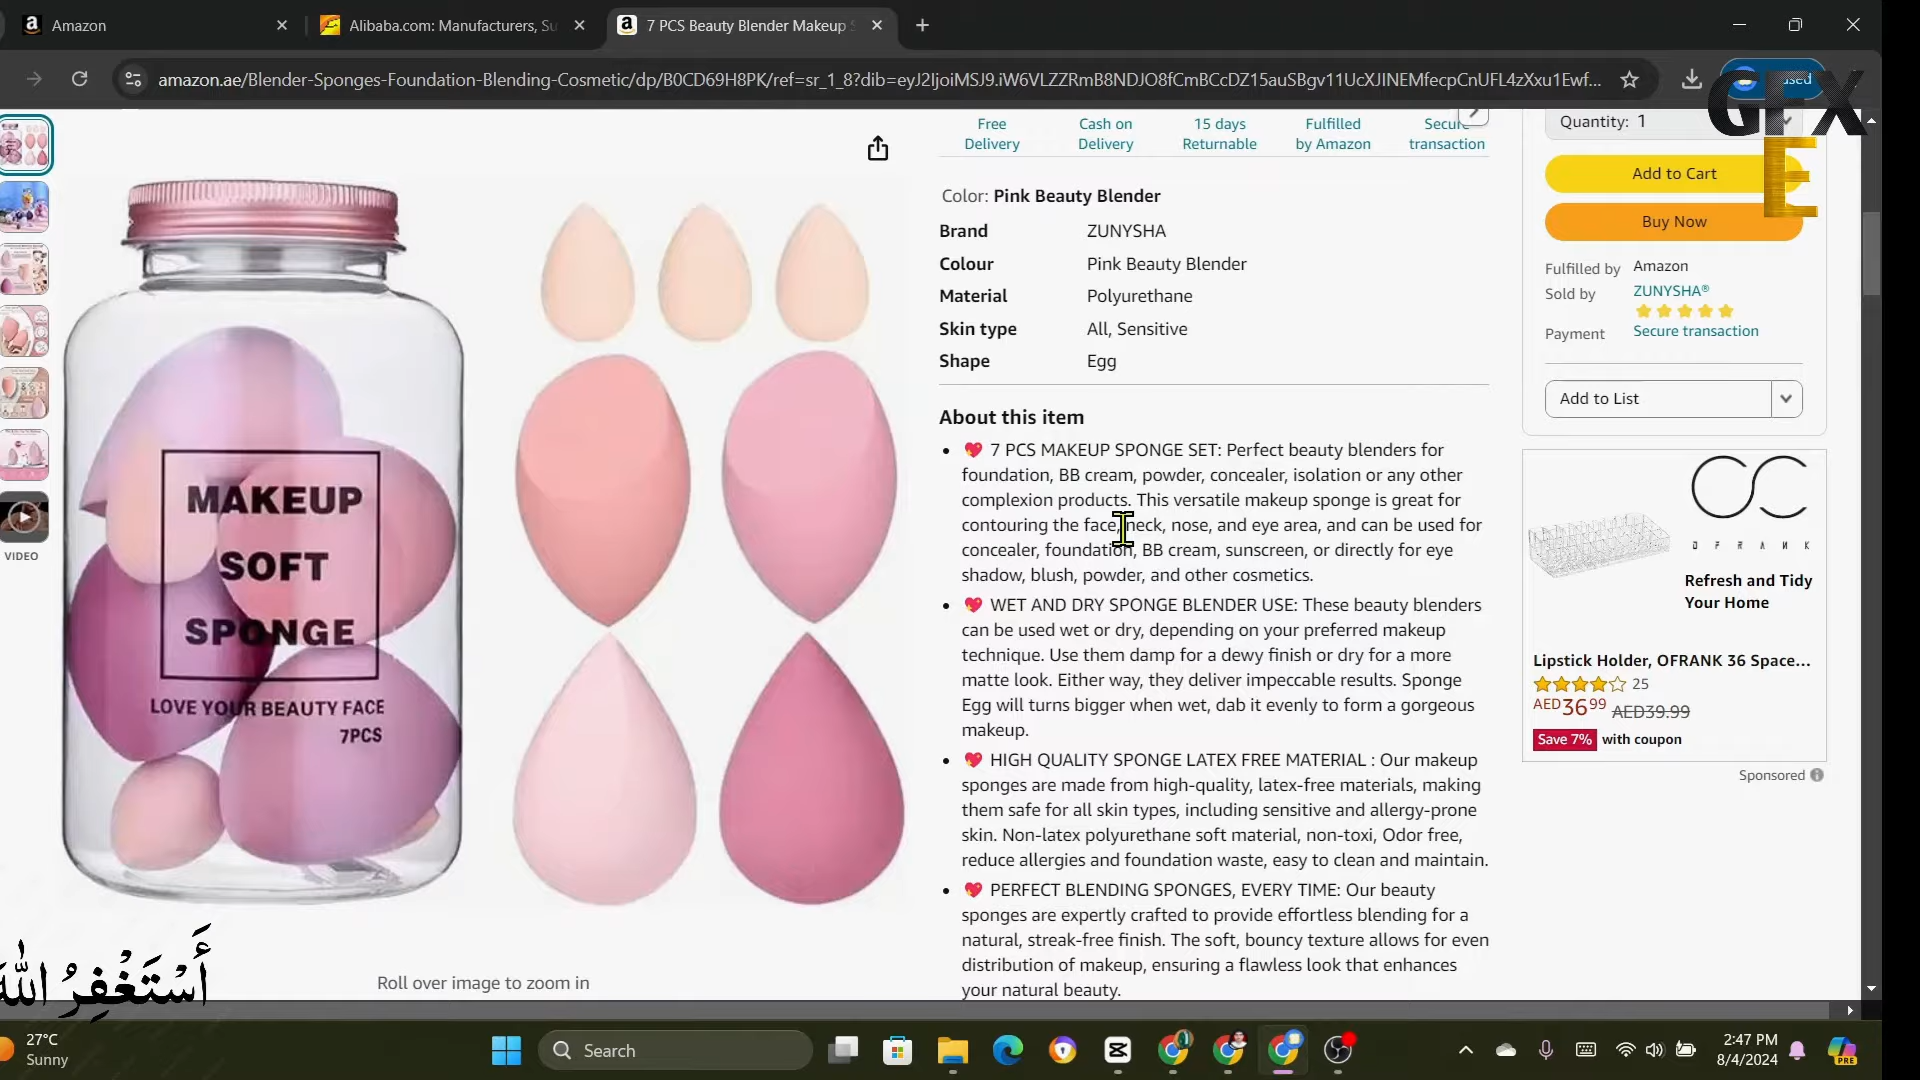 Amazon
Alibaba.com: Manufacturers, Su
7 PCS Beauty Blender Makeup S
amazon.ae/Blender-Sponges-Foundation-Blending-Cosmetic/dp/B0CD69H8PK/ref=sr_1_8?dib=eyJ2IjoiMSJ9.iW6VLZZRmB8NDJO8fCmBCcDZ15auSBgv11UcXJINEMfecpCnUFL4zXxu1Ewf...
GFX
E
Free Delivery
Cash on Delivery
15 days Returnable
Fulfilled by Amazon
Secure transaction
Color: Pink Beauty Blender
Brand ZUNYSHA
Colour Pink Beauty Blender
Material Polyurethane
Skin type All, Sensitive
Shape Egg
About this item
7 PCS MAKEUP SPONGE SET: Perfect beauty blenders for
foundation, BB cream, powder, concealer, isolation or any other
complexion products. This versatile makeup sponge is great for
contouring the face, neck, nose, and eye area, and can be used for
concealer, foundation, BB cream, sunscreen, or directly for eye
shadow, blush, powder, and other cosmetics.
WET AND DRY SPONGE BLENDER USE: These beauty blenders
can be used wet or dry, depending on your preferred makeup
technique. Use them damp for a dewy finish or dry for a more
matte look. Either way, they deliver impeccable results. Sponge
Egg will turns bigger when wet, dab it evenly to form a gorgeous
makeup.
HIGH QUALITY SPONGE LATEX FREE MATERIAL : Our makeup
sponges are made from high-quality, latex-free materials, making
them safe for all skin types, including sensitive and allergy-prone
skin. Non-latex polyurethane soft material, non-toxi, Odor free,
reduce allergies and foundation waste, easy to clean and maintain.
PERFECT BLENDING SPONGES, EVERY TIME: Our beauty
sponges are expertly crafted to provide effortless blending for a
natural, streak-free finish. The soft, bouncy texture allows for even
distribution of makeup, ensuring a flawless look that enhances
your natural beauty.
MAKEUP
SOFT
SPONGE
LOVE YOUR BEAUTY FACE
7PCS
VIDEO
Roll over image to zoom in
Quantity: 1
Add to Cart
Buy Now
Fulfilled by Amazon
Sold by ZUNYSHA®
Payment Secure transaction
Add to List
OFRANK
Refresh and Tidy
Your Home
Lipstick Holder, OFRANK 36 Space...
25
AED36.99 AED39.99
Save 7% with coupon
Sponsored
أَسْتَغْفِرُ اللهَ
27°C
Sunny
Search
2:47 PM
8/4/2024
PRE